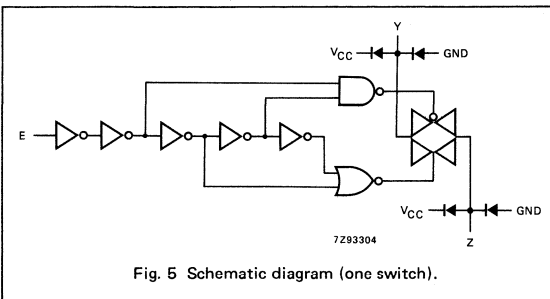 Y
VCC GND
E
VCC GND
7Z93304
Z
Fig. 5 Schematic diagram (one switch).